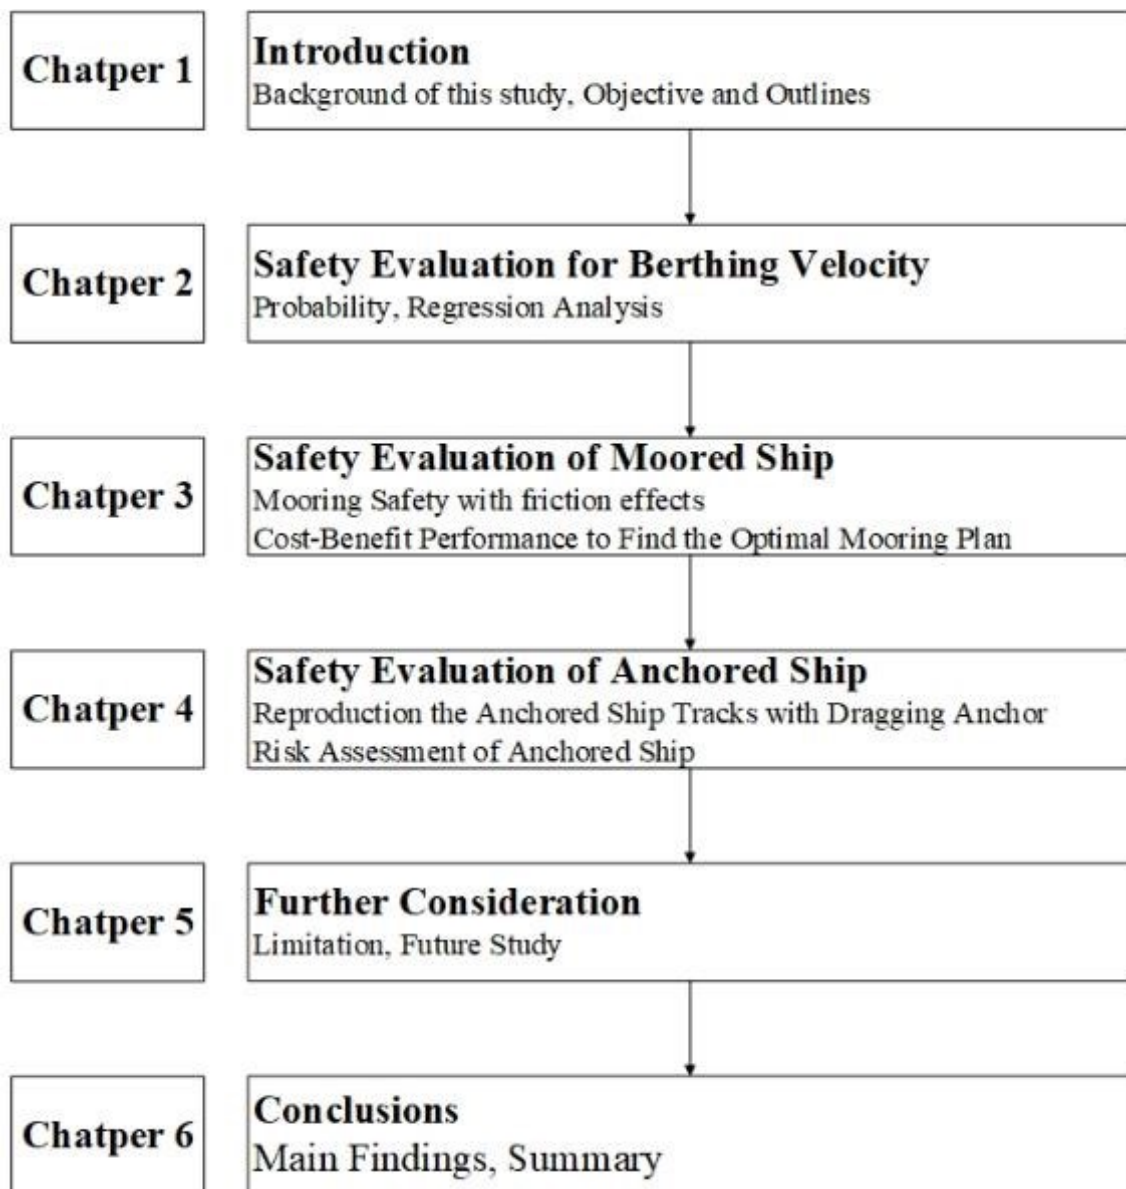 Chatper 1
Introduction
Background of this study, Objective and Outlines
Chatper 2
Safety Evaluation for Berthing Velocity
Probability, Regression Analysis
Chatper 3
Safety Evaluation of Moored Ship
Mooring Safety with friction effects
Cost-Benefit Performance to Find the Optimal Mooring Plan
Chatper 4
Safety Evaluation of Anchored Ship
Reproduction the Anchored Ship Tracks with Dragging Anchor
Risk Assessment of Anchored Ship
Chatper 5
Further Consideration
Limitation, Future Study
Chatper 6
Conclusions
Main Findings, Summary